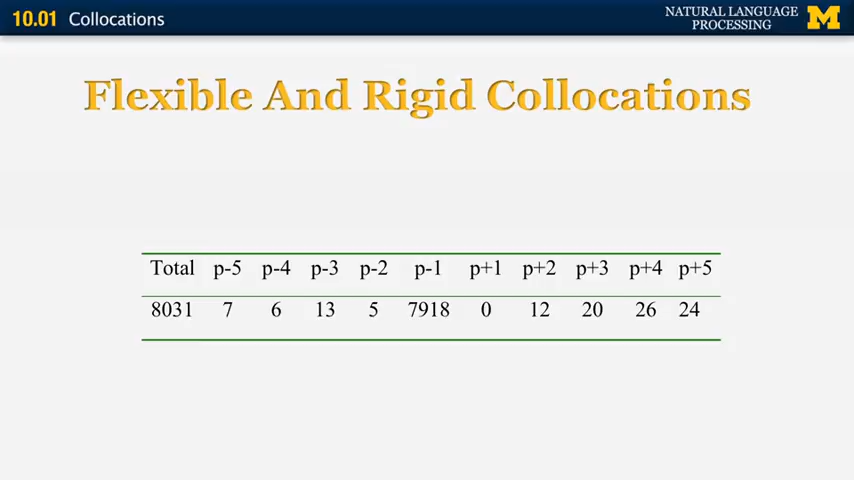 10.01 Collocations
NATURAL LANGUAGE
PROCESSING
M
Flexible And Rigid Collocations
Total p-5 p-4 p-3 p-2 p-1 p+1 p+2 p+3 p+4 p+5
8031 7 6 13 5 7918 0 12 20 26 24